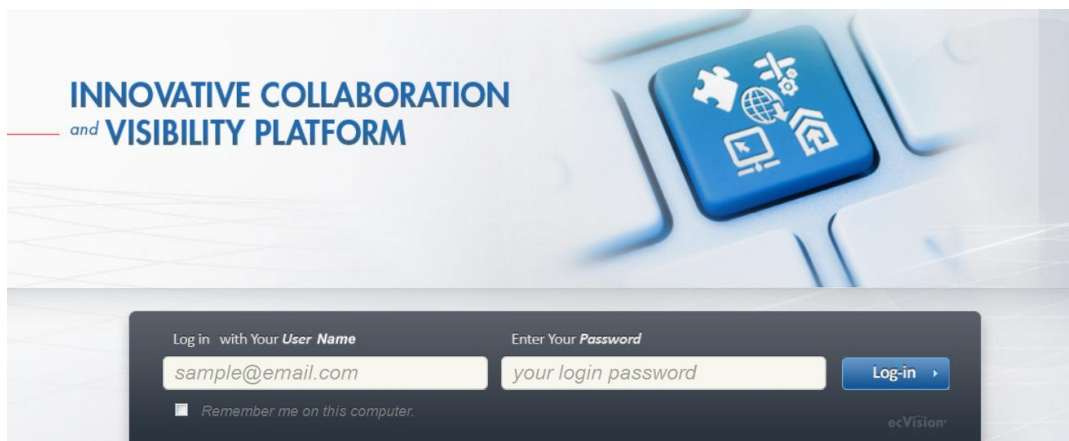 INNOVATIVE COLLABORATION
and VISIBILITY PLATFORM
Log in with Your User Name
Enter Your Password
sample@email.com
your login password
Log-in
Remember me on this computer.
ecVision